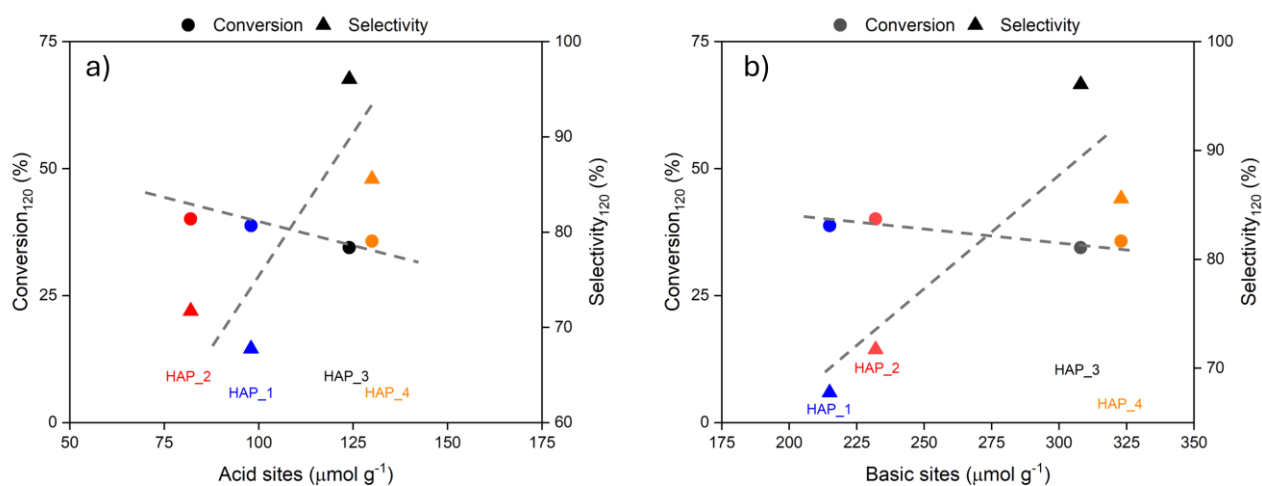 Conversion Selectivity
a)
75
50
25
0
Conversion₁₂₀ (%)
100
90
80
70
60
Selectivity₁₂₀ (%)
HAP_2
HAP_1
HAP_3
HAP_4
50 75 100 125 150 175
Acid sites (μmol g⁻¹)
Conversion Selectivity
b)
75
50
25
0
Conversion₁₂₀ (%)
100
90
80
70
Selectivity₁₂₀ (%)
HAP_1
HAP_2
HAP_3
HAP_4
175 200 225 250 275 300 325 350
Basic sites (μmol g⁻¹)